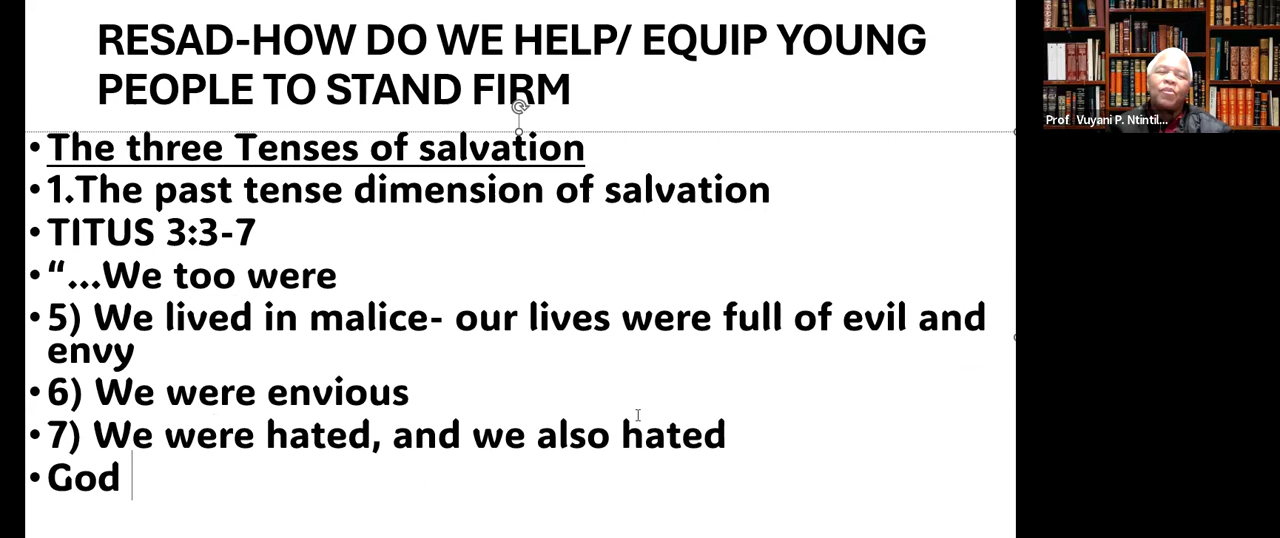 RESAD-HOW DO WE HELP/ EQUIP YOUNG
PEOPLE TO STAND FIRM
• The three Tenses of salvation
• 1.The past tense dimension of salvation
• TITUS 3:3-7
• “...We too were
• 5) We lived in malice- our lives were full of evil and
envy
• 6) We were envious
• 7) We were hated, and we also hated
• God
Prof Vuyani P. Ntintil...